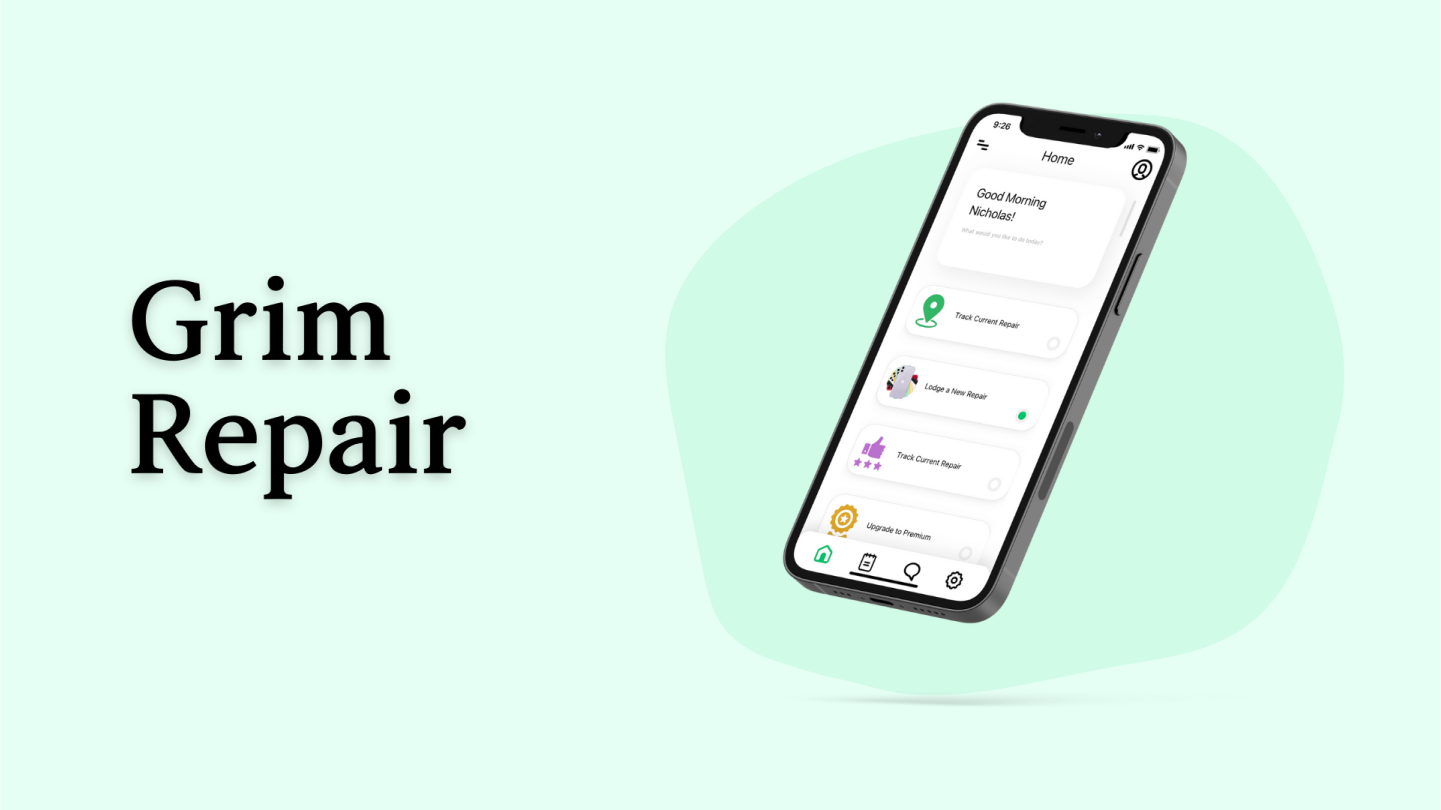 Grim
Repair
9:26
Home
Good Morning
Nicholas!
What would you like to do today?
Track Current Repair
Lodge a New Repair
Track Current Repair
Upgrade to Premium